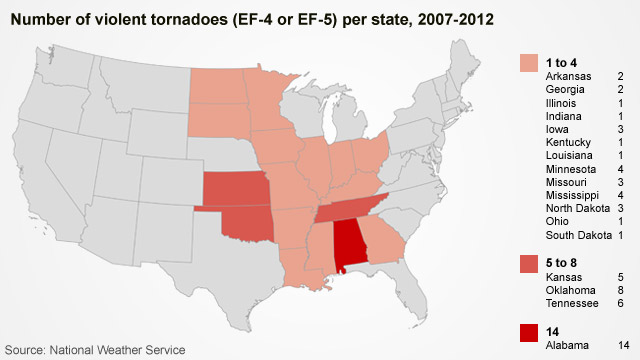 Number of violent tornadoes (EF-4 or EF-5) per state, 2007-2012
1 to 4
Arkansas 2
Georgia 2
Illinois 1
Indiana 1
Iowa 3
Kentucky 1
Louisiana 1
Minnesota 4
Missouri 3
Mississippi 4
North Dakota 3
Ohio 1
South Dakota 1
5 to 8
Kansas 5
Oklahoma 8
Tennessee 6
14
Alabama 14
Source: National Weather Service